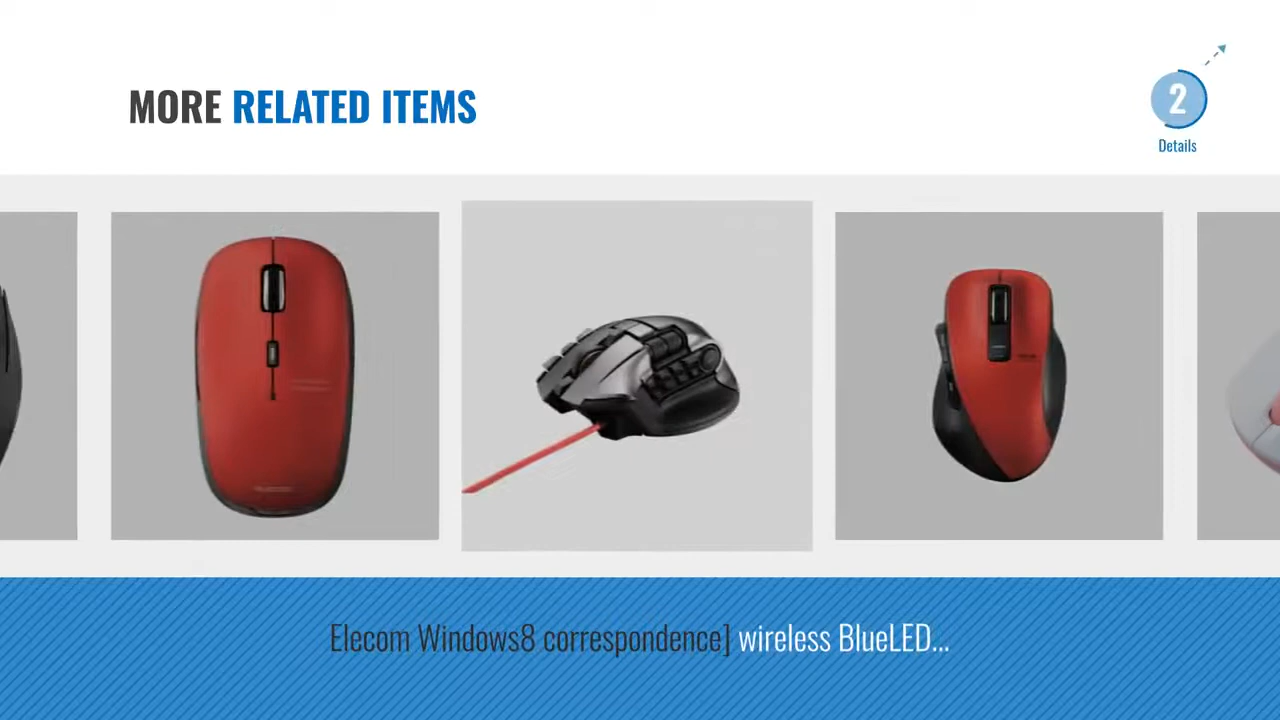 MORE RELATED ITEMS
2
Details
Elecom Windows8 correspondence] wireless BlueLED...